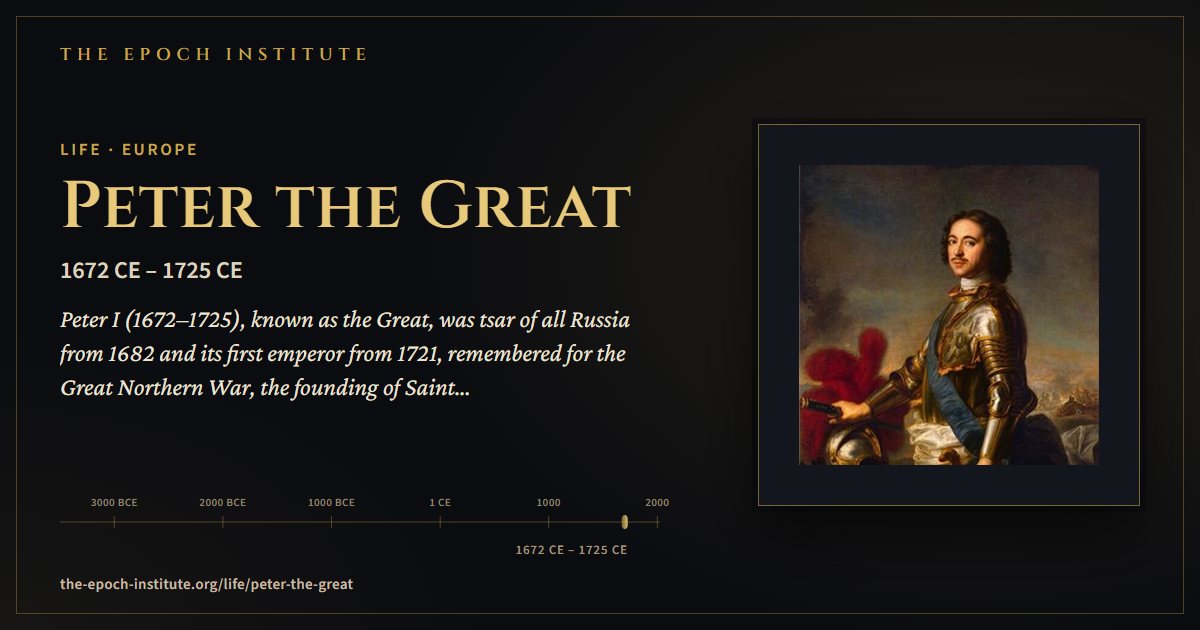 THE EPOCH INSTITUTE
LIFE · EUROPE
PETER THE GREAT
1672 CE – 1725 CE
Peter I (1672–1725), known as the Great, was tsar of all Russia
from 1682 and its first emperor from 1721, remembered for the
Great Northern War, the founding of Saint...
3000 BCE 2000 BCE 1000 BCE 1 CE 1000 2000
1672 CE – 1725 CE
the-epoch-institute.org/life/peter-the-great